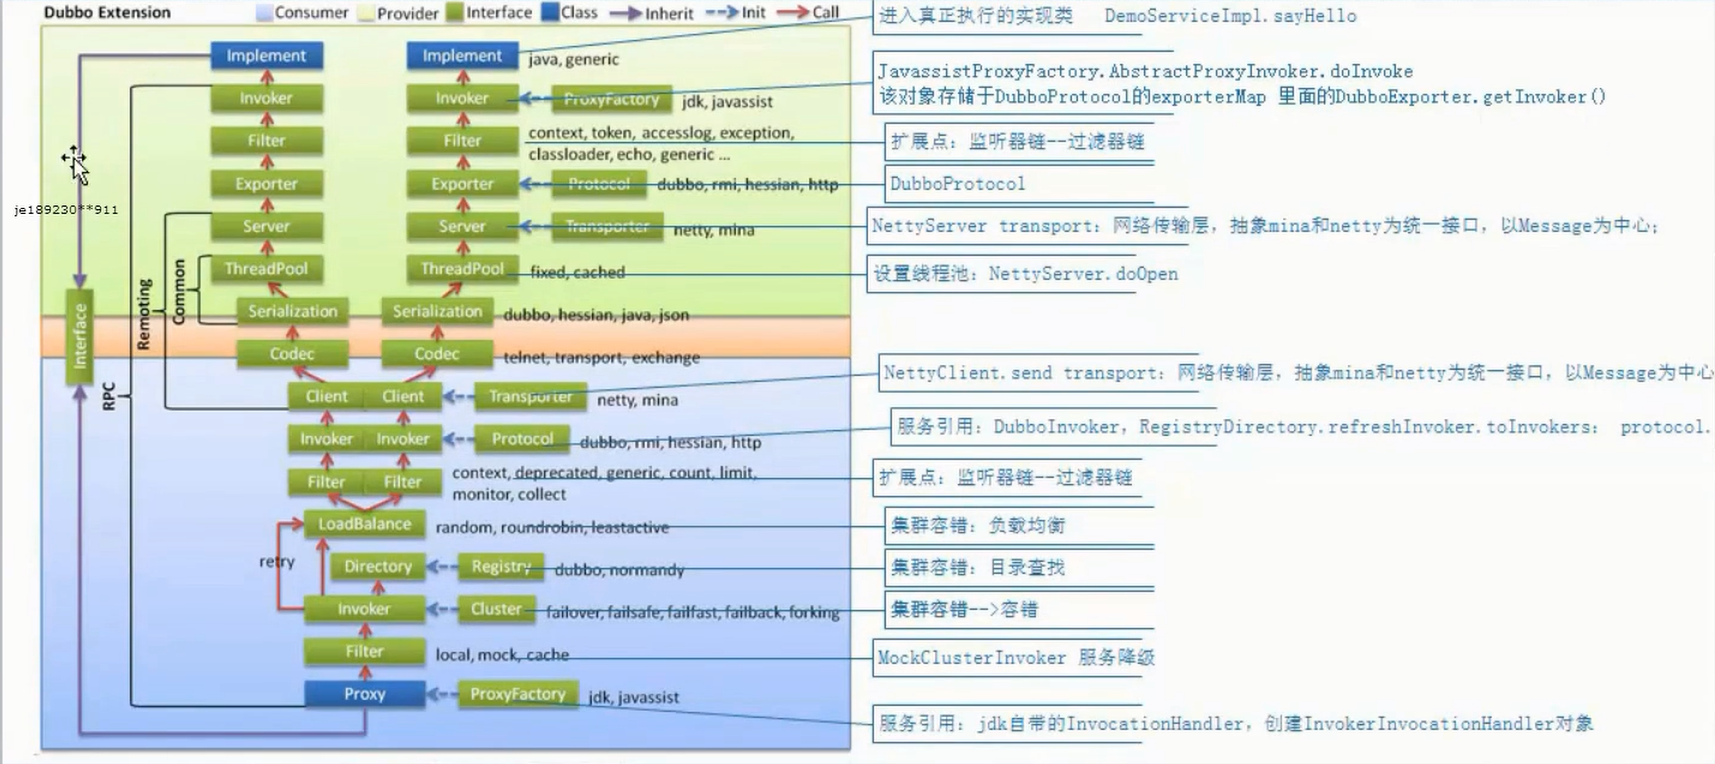 Dubbo Extension Consumer Provider Interface Class Inherit Init Call
进入真正执行的实现类 DemoServiceImpl.sayHello
Implement Implement java, generic
JavassistProxyFactory.AbstractProxyInvoker.doInvoke
该对象存储于DubboProtocol的exporterMap 里面的DubboExporter.getInvoker()
Invoker Invoker ProxyFactory jdk, javassist
Filter Filter context, token, accesslog, exception,
classloader, echo, generic ...
扩展点：监听器链--过滤器链
Exporter Exporter Protocol dubbo, rmi, hessian, http
DubboProtocol
je189230**911
Server Server Transporter netty, mina
NettyServer transport：网络传输层，抽象mina和netty为统一接口，以Message为中心；
ThreadPool ThreadPool fixed, cached
设置线程池：NettyServer.doOpen
Common
Remoting
Interface
RPC
Serialization Serialization dubbo, hessian, java, json
Codec Codec telnet, transport, exchange
NettyClient.send transport：网络传输层，抽象mina和netty为统一接口，以Message为中心
Client Client Transporter netty, mina
服务引用：DubboInvoker，RegistryDirectory.refreshInvoker.toInvokers： protocol.
Invoker Invoker Protocol dubbo, rmi, hessian, http
Filter Filter context, deprecated, generic, count, limit,
monitor, collect
扩展点：监听器链--过滤器链
LoadBalance random, roundrobin, leastactive
集群容错：负载均衡
retry
Directory Registry dubbo, normandy
集群容错：目录查找
Invoker Cluster failover, failsafe, failfast, failback, forking
集群容错-->容错
Filter local, mock, cache
MockClusterInvoker 服务降级
Proxy ProxyFactory jdk, javassist
服务引用：jdk自带的InvocationHandler，创建InvokerInvocationHandler对象